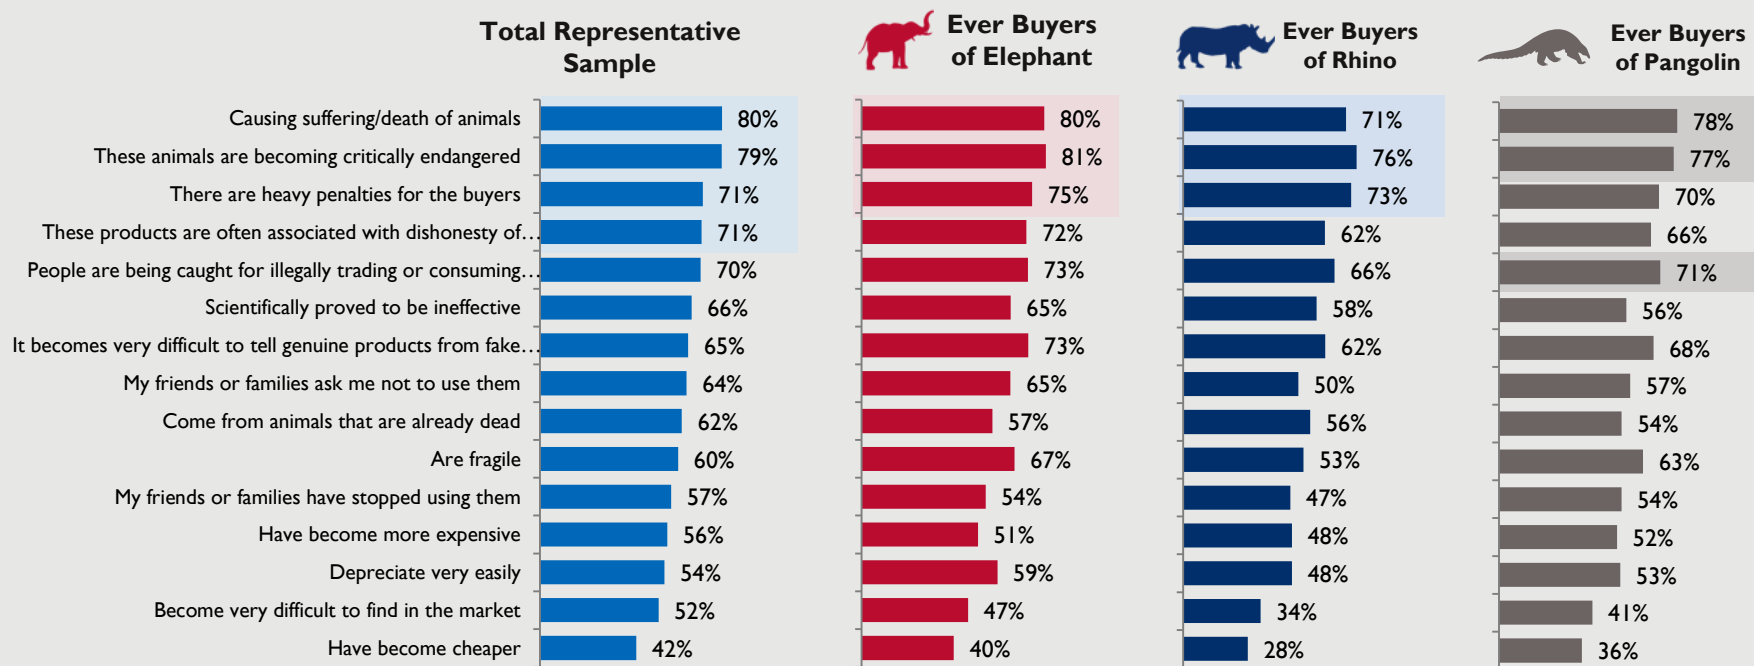 Total Representative
Sample
Ever Buyers
of Elephant
Ever Buyers
of Rhino
Ever Buyers
of Pangolin
Causing suffering/death of animals 80% 80% 71% 78%
These animals are becoming critically endangered 79% 81% 76% 77%
There are heavy penalties for the buyers 71% 75% 73% 70%
These products are often associated with dishonesty of… 71% 72% 62% 66%
People are being caught for illegally trading or consuming… 70% 73% 66% 71%
Scientifically proved to be ineffective 66% 65% 58% 56%
It becomes very difficult to tell genuine products from fake… 65% 73% 62% 68%
My friends or families ask me not to use them 64% 65% 50% 57%
Come from animals that are already dead 62% 57% 56% 54%
Are fragile 60% 67% 53% 63%
My friends or families have stopped using them 57% 54% 47% 54%
Have become more expensive 56% 51% 48% 52%
Depreciate very easily 54% 59% 48% 53%
Become very difficult to find in the market 52% 47% 34% 41%
Have become cheaper 42% 40% 28% 36%